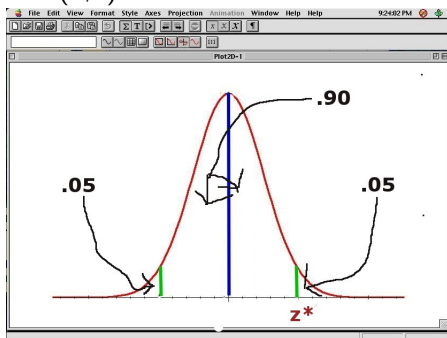 File Edit View Format Style Axes Projection Animation Window Help 9:24:02 PM
Plot2D-1
.90
.05 .05
z*